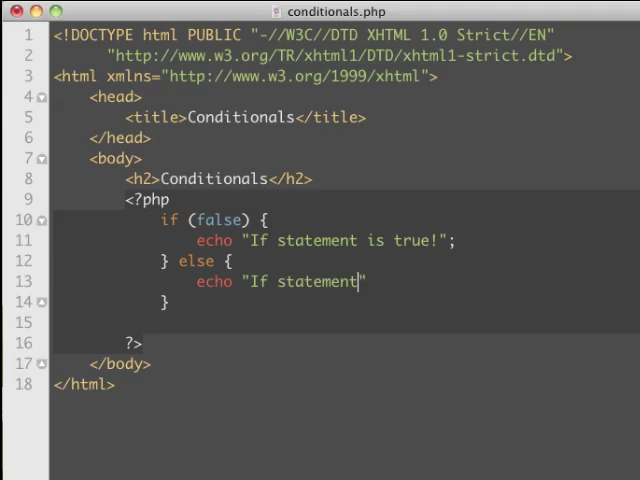 conditionals.php
1 <!DOCTYPE html PUBLIC "-//W3C//DTD XHTML 1.0 Strict//EN"
2 "http://www.w3.org/TR/xhtml1/DTD/xhtml1-strict.dtd">
3 <html xmlns="http://www.w3.org/1999/xhtml">
4 <head>
5 <title>Conditionals</title>
6 </head>
7 <body>
8 <h2>Conditionals</h2>
9 <?php
10 if (false) {
11 echo "If statement is true!";
12 } else {
13 echo "If statement"
14 }
15
16 ?>
17 </body>
18 </html>